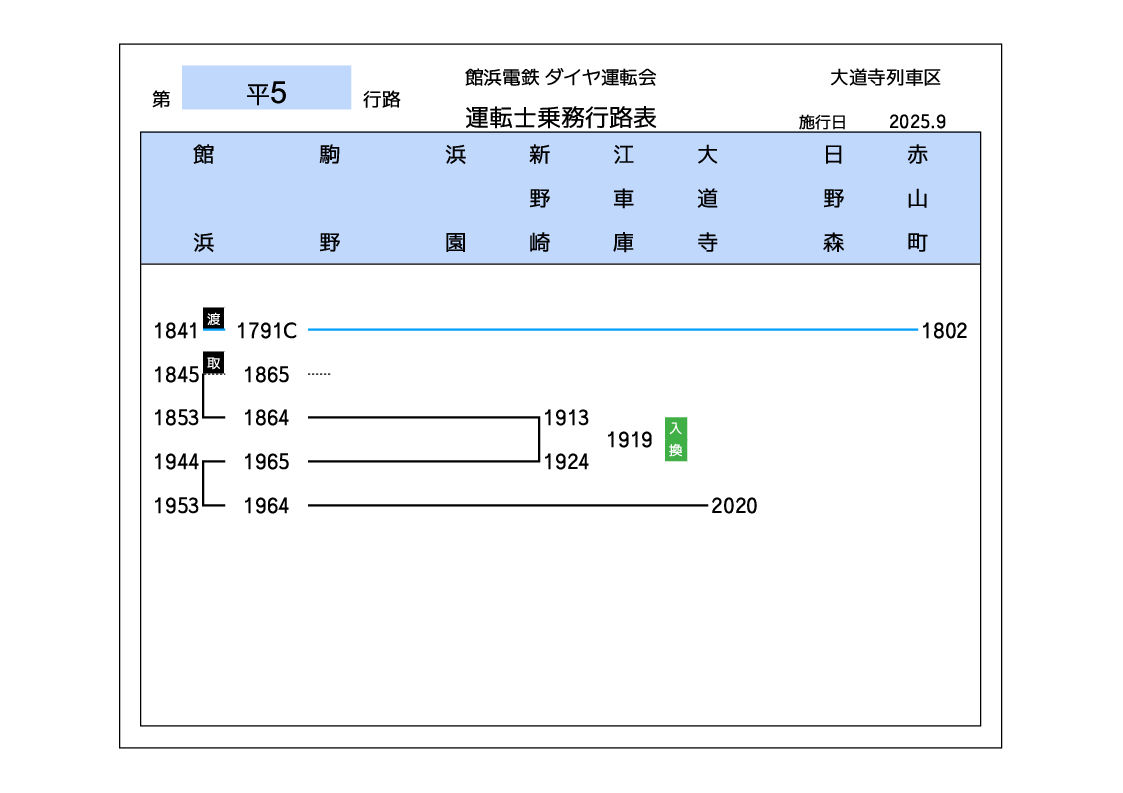 館浜電鉄 ダイヤ運転会
大道寺列車区
第 平5 行路
運転士乗務行路表
施行日 2025.9
館浜
駒野
浜園
新野崎
江車庫
大道寺
日野森
赤山町
1841 渡 1791C 1802
1845 取 1865 ......
1853 1864 1913
1919 入換
1944 1965 1924
1953 1964 2020